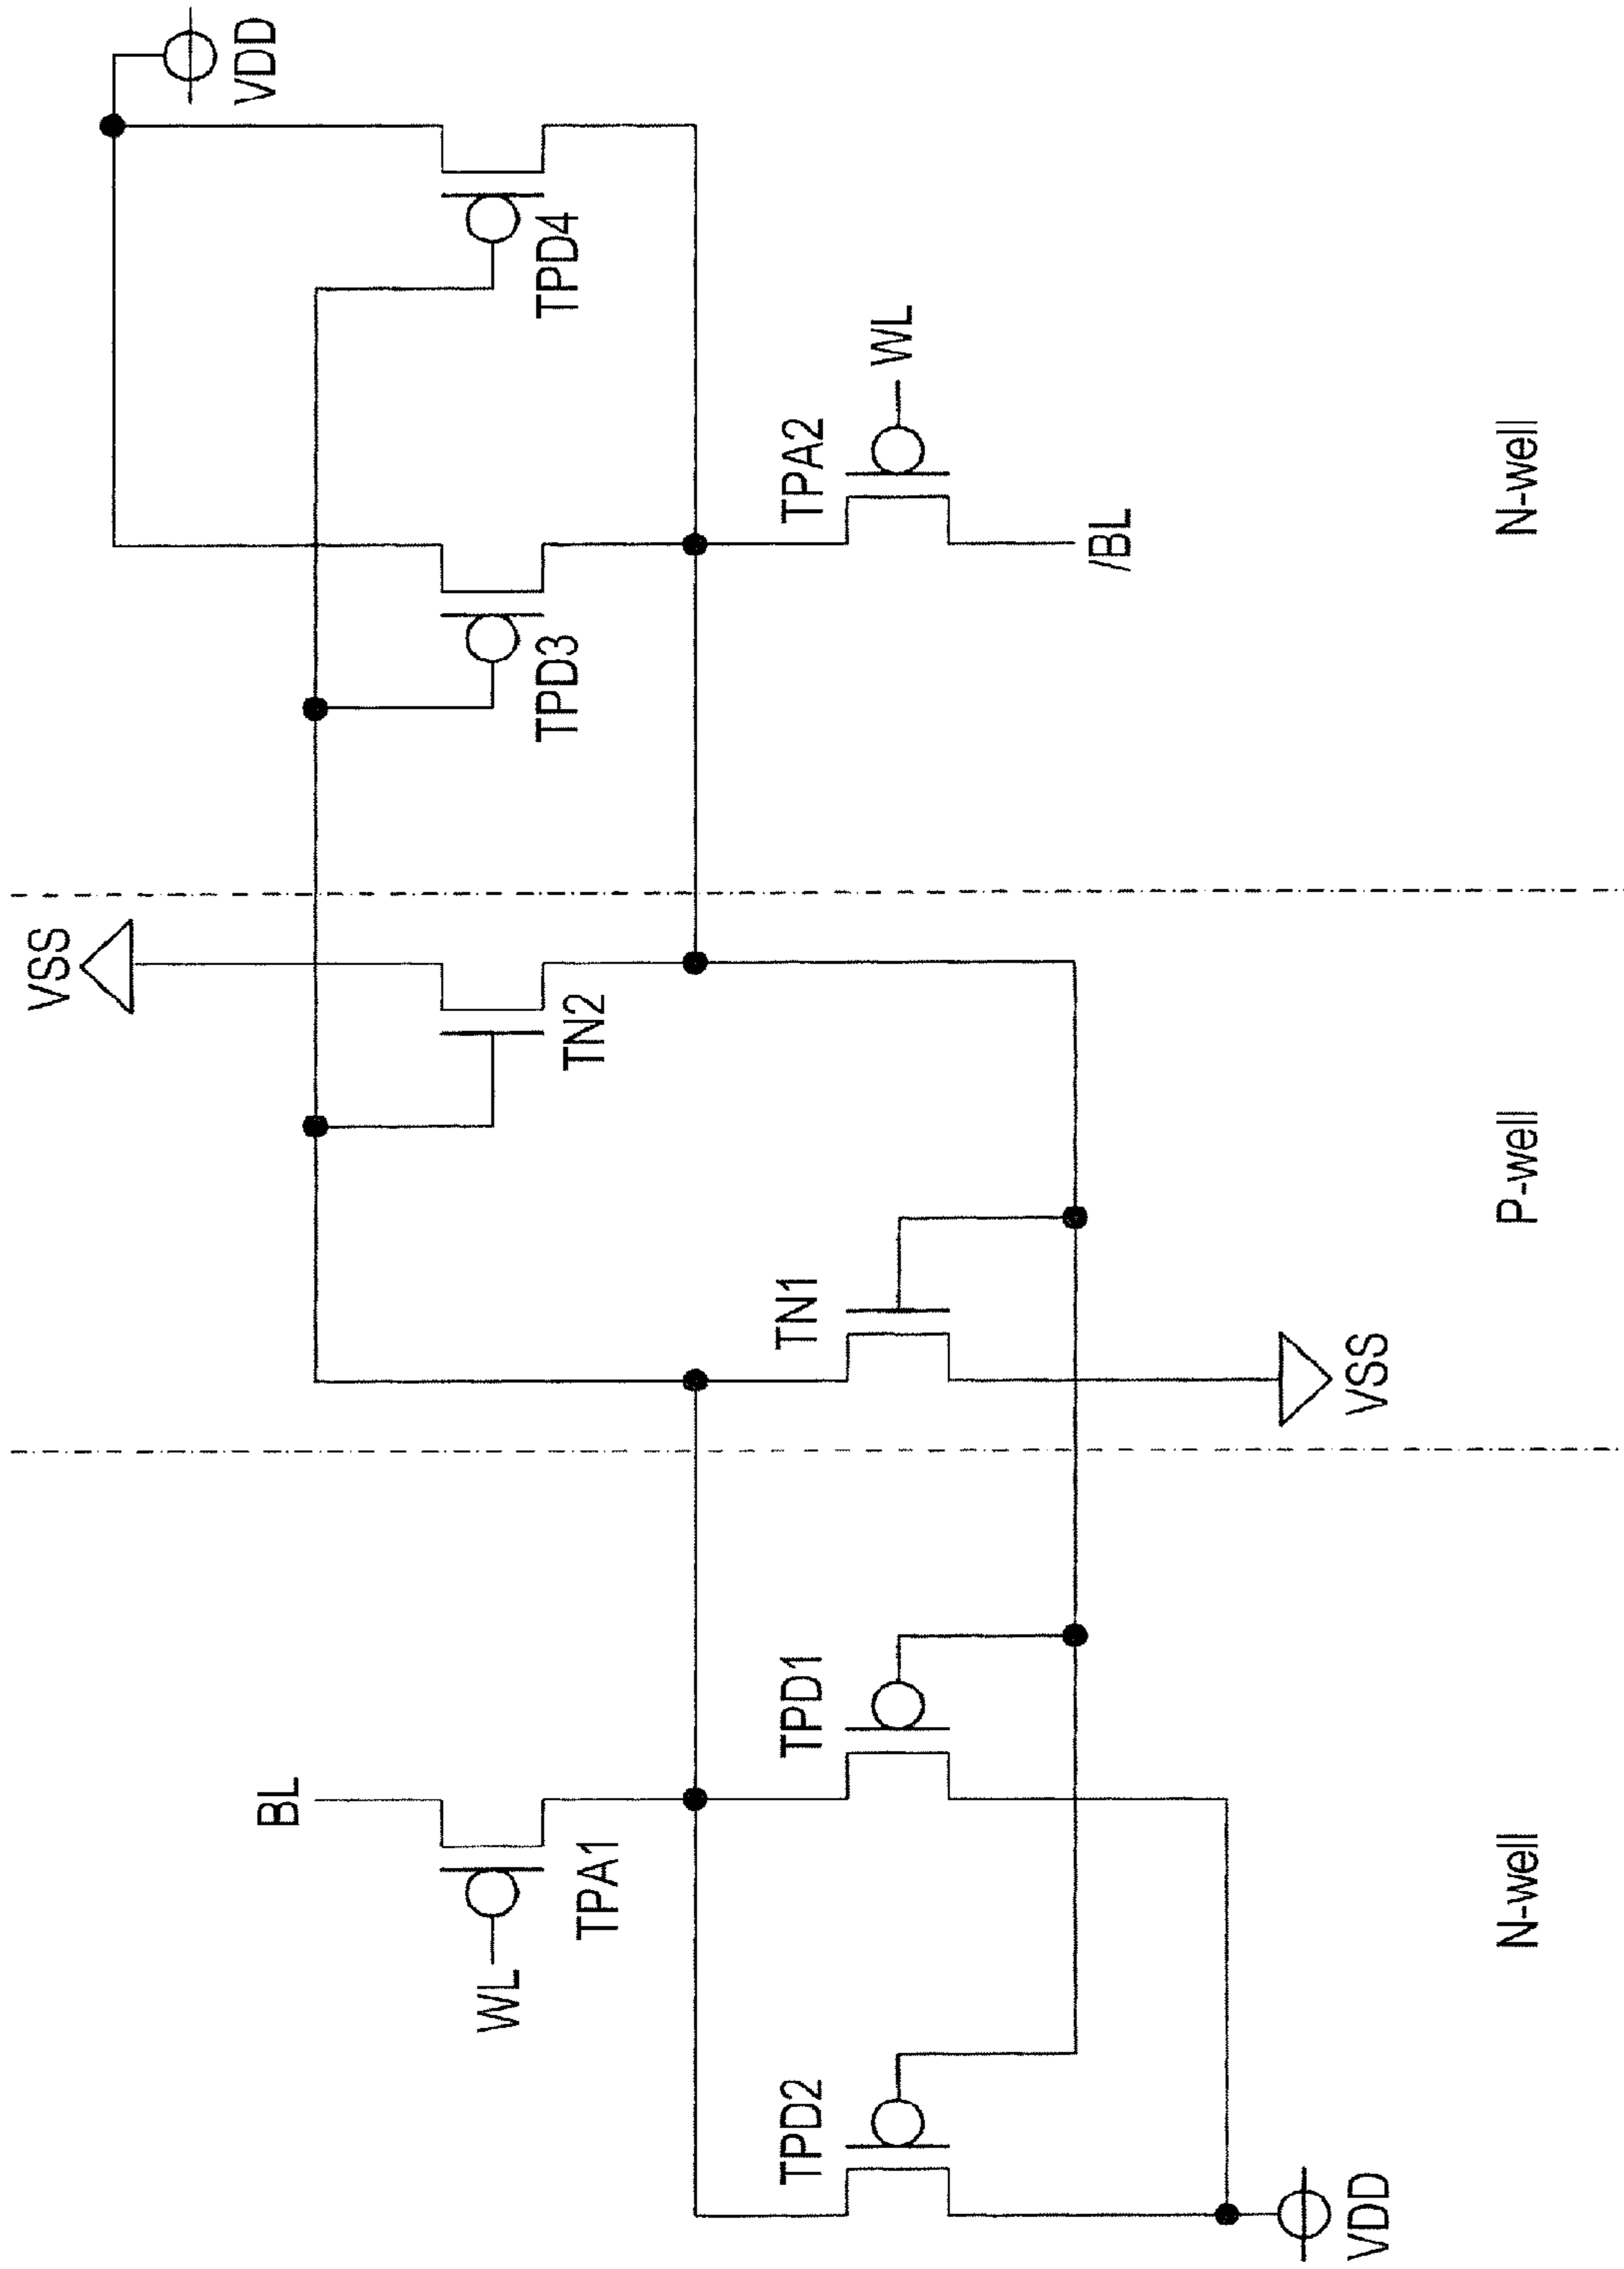 VSS
BL
VDD
WL
TPA1
TN2
TPD3
TPD4
TPD2
TPD1
TN1
TPA2
WL
/BL
VDD
VSS
N-well
P-well
N-well